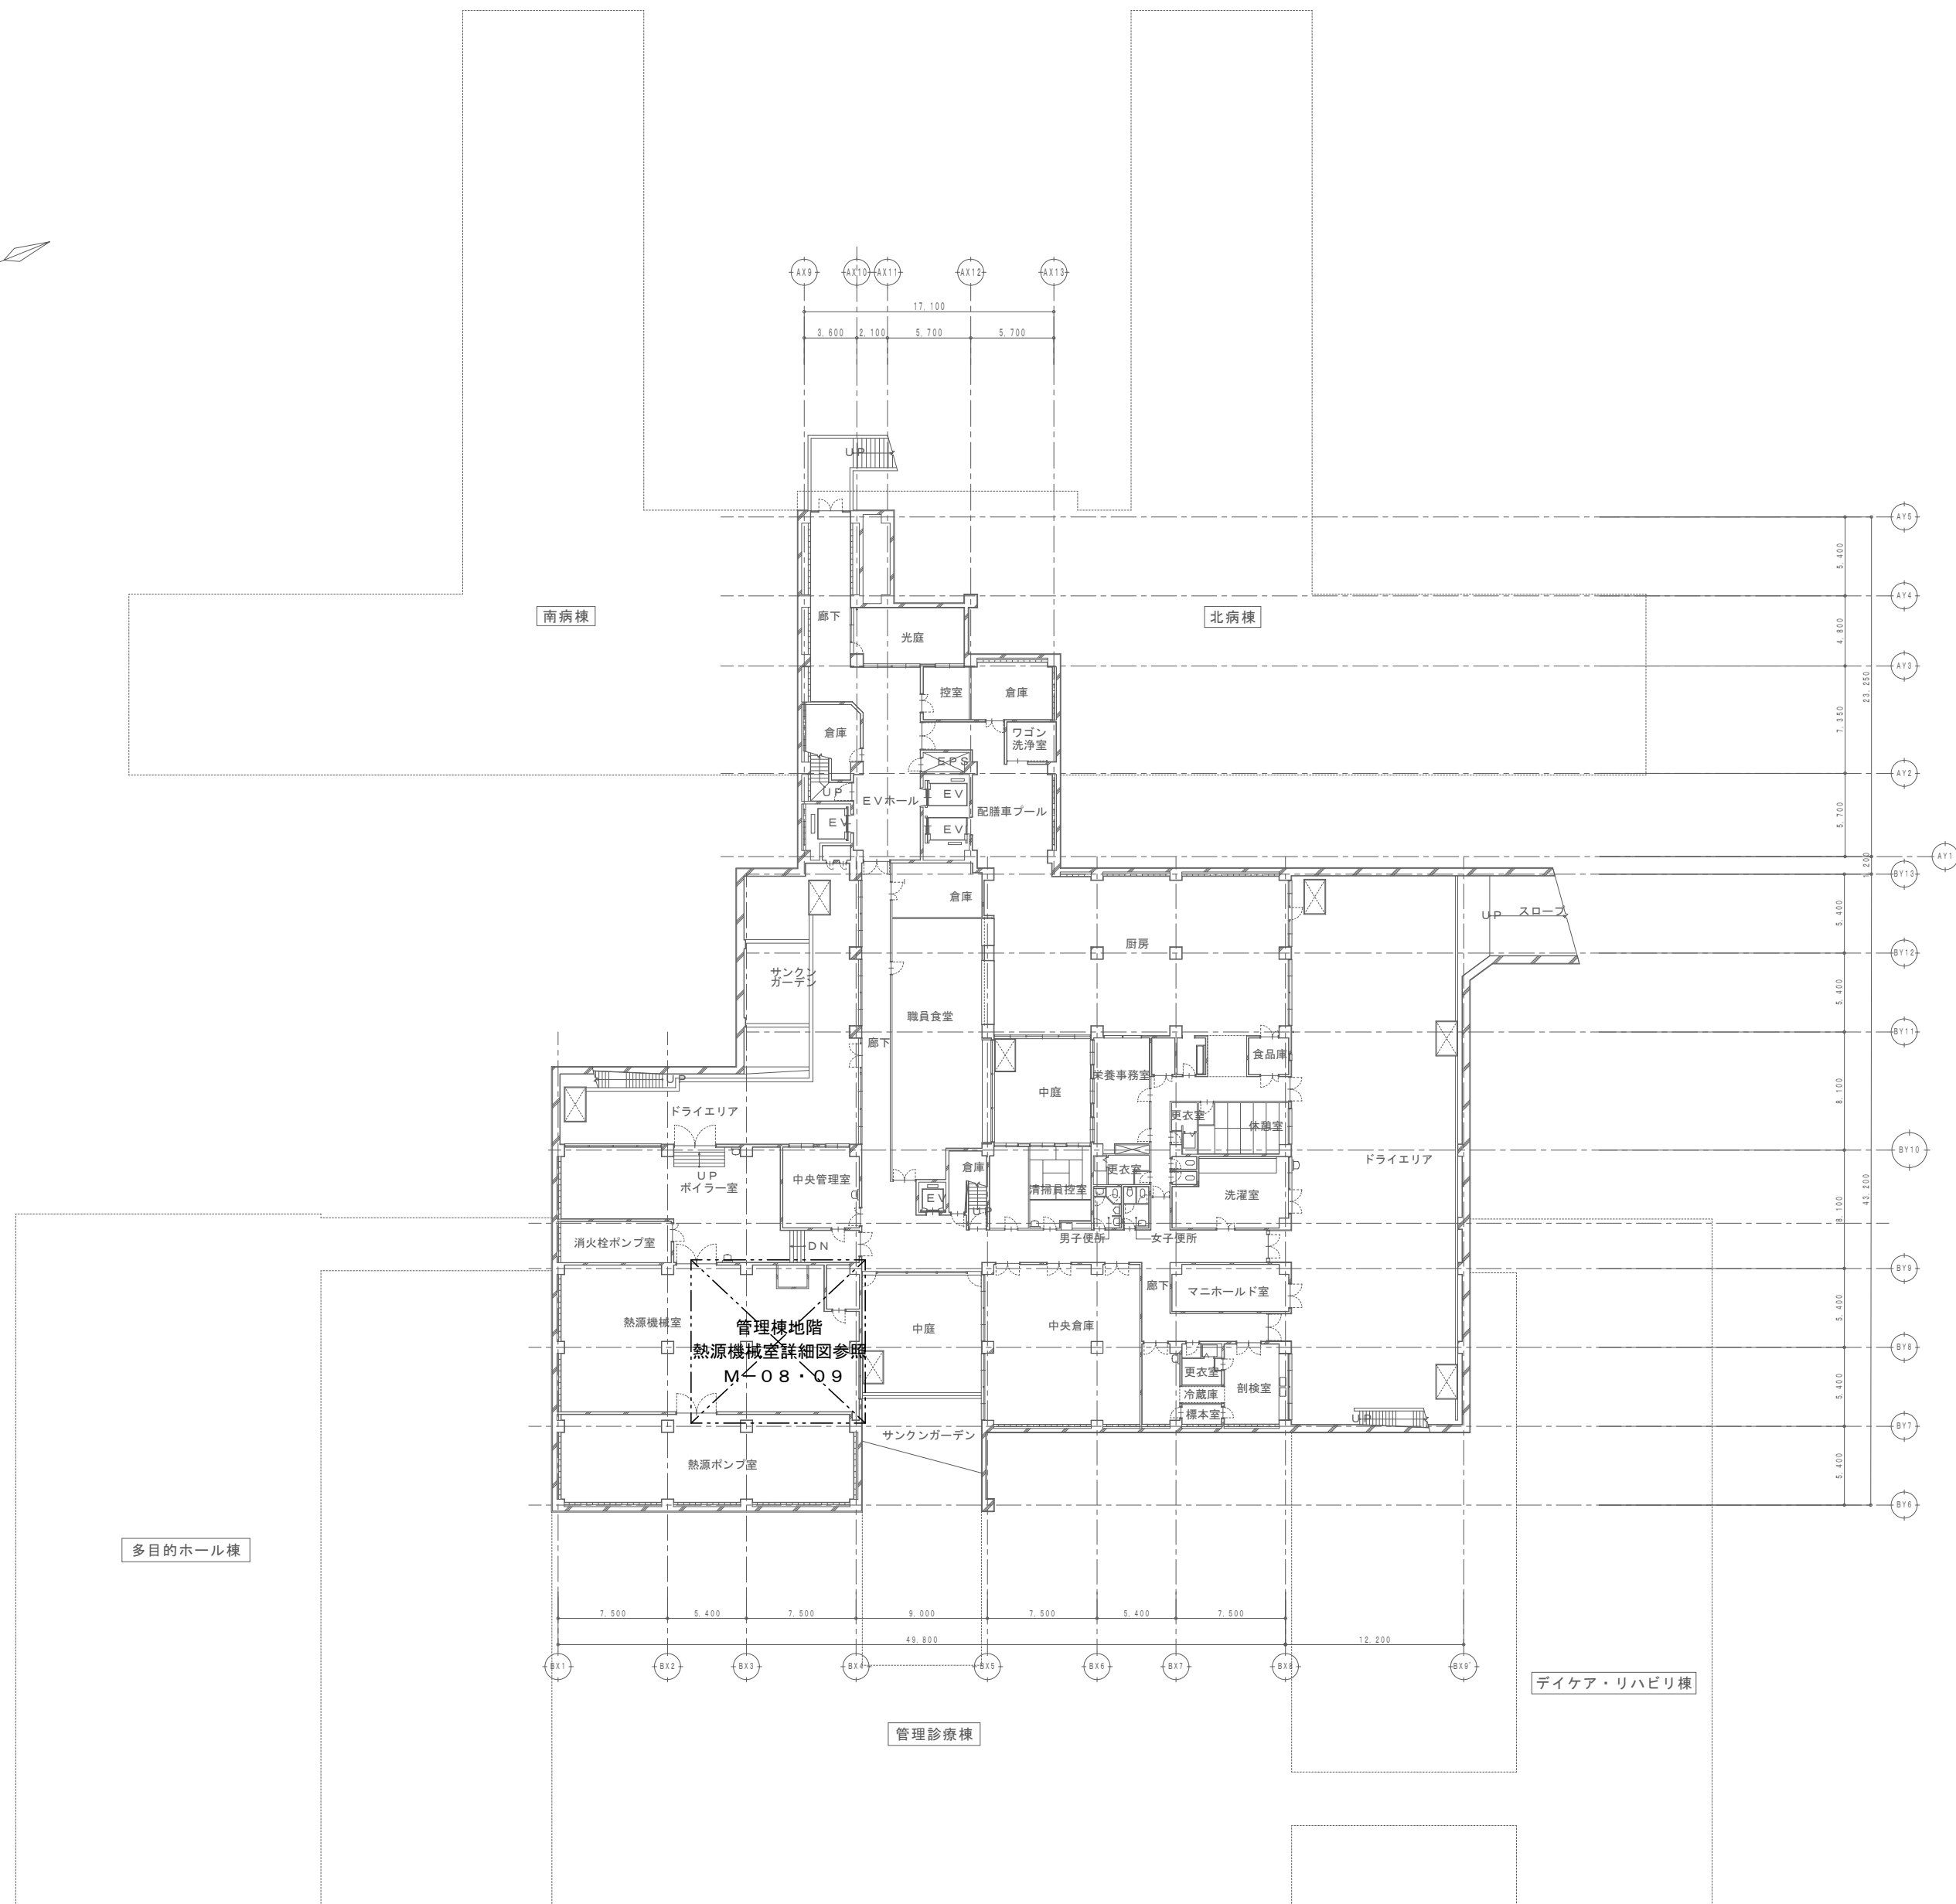 AX9 AX10 AX11 AX12 AX13
17,100
3,600 2,100 5,700 5,700
UP
AY5
5,400
AY4
南病棟
北病棟
廊下
光庭
4,800
AY3
23,250
控室
倉庫
7,350
倉庫
ワゴン
洗浄室
EPS
AY2
UP
EVホール
EV
配膳車プール
EV
EV
5,700
AY1
1,200
BY13
倉庫
UP
スロープ
5,400
厨房
BY12
サンクン
ガーデン
5,400
職員食堂
BY11
廊下
食品庫
栄養事務室
UP
中庭
8,100
ドライエリア
更衣室
休憩室
BY10
ドライエリア
UP
ボイラー室
中央管理室
倉庫
更衣室
清掃員控室
洗濯室
EV
UP
43,200
8,100
消火栓ポンプ室
DN
男子便所
女子便所
BY9
廊下
マニホールド室
熱源機械室
管理棟地階
熱源機械室詳細図参照
M-08・09
中庭
中央倉庫
5,400
BY8
更衣室
冷蔵庫
剖検室
標本室
5,400
UP
BY7
サンクンガーデン
熱源ポンプ室
5,400
BY6
多目的ホール棟
7,500 5,400 7,500 9,000 7,500 5,400 7,500
49,800 12,200
BX1 BX2 BX3 BX4 BX5 BX6 BX7 BX8 BX9'
デイケア・リハビリ棟
管理診療棟